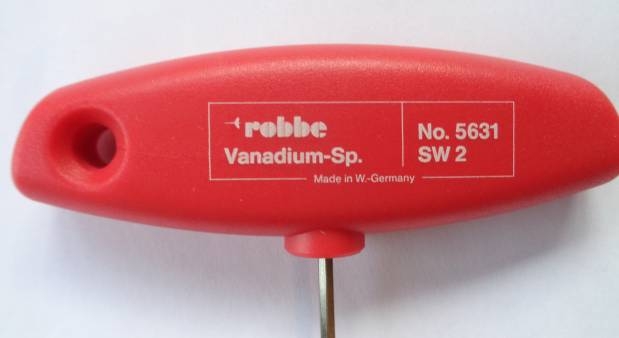 robbe
Vanadium-Sp.
No. 5631
SW 2
Made in W.-Germany